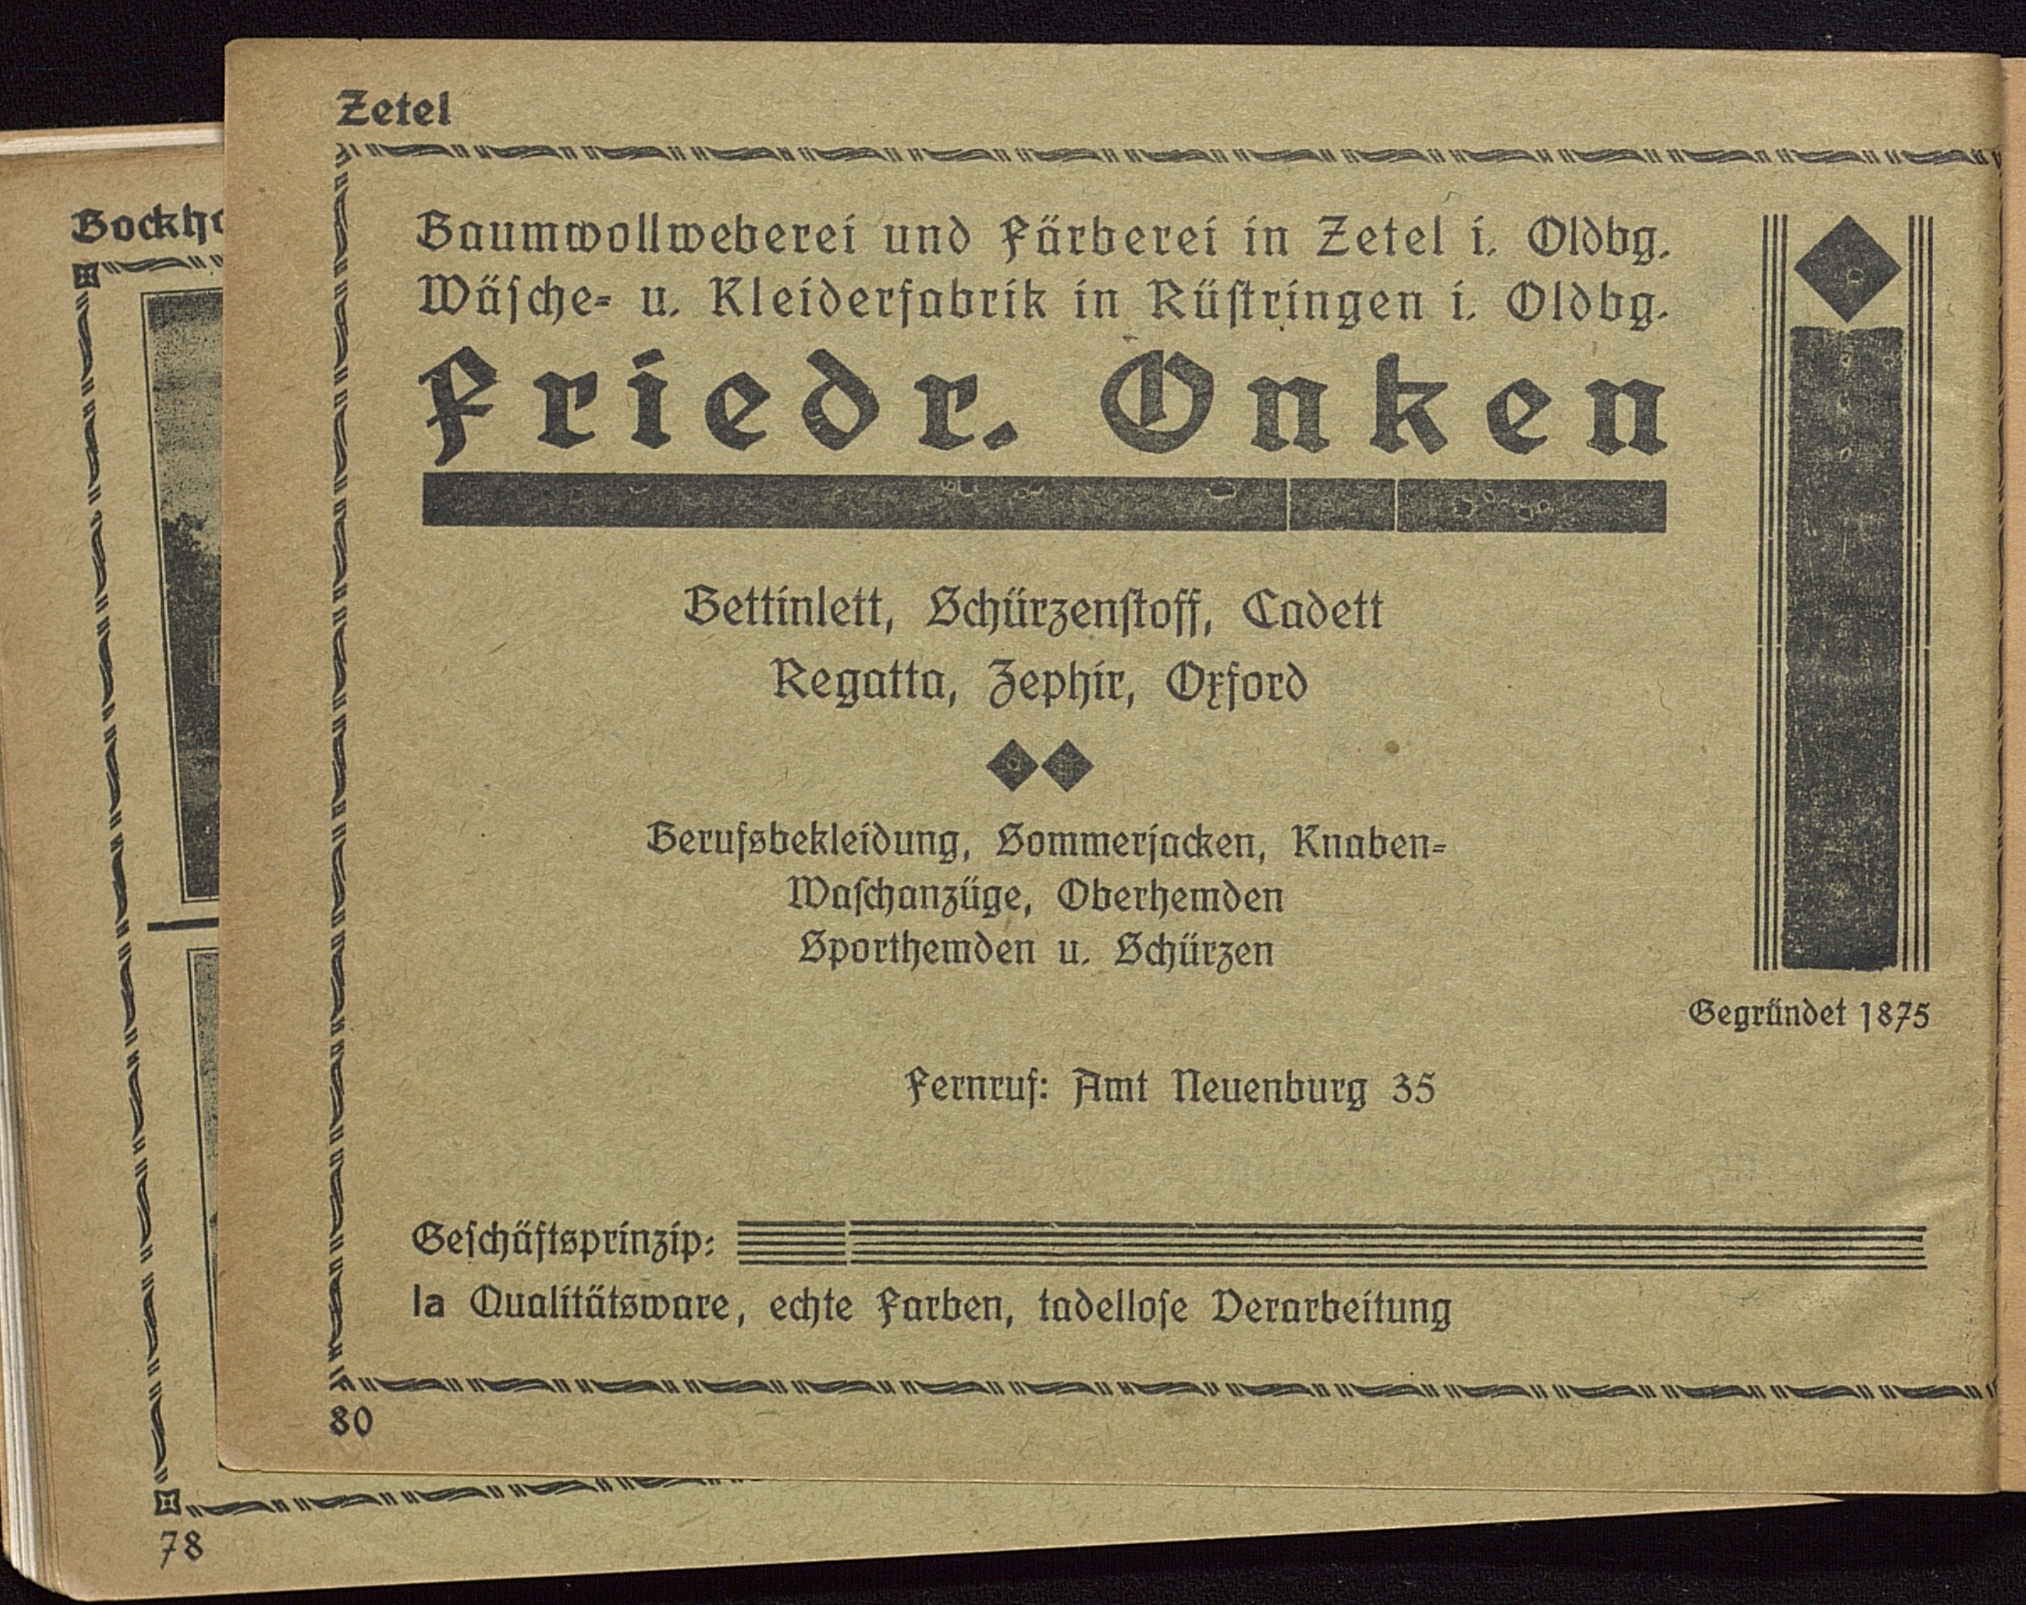 Zetel
Baumwollweberei und Färberei in Zetel i. Oldbg.
Wäsche- u. Kleiderfabrik in Rüstringen i. Oldbg.
Friedr. Onken
Bettinlett, Schürzenstoff, Cadett
Regatta, Zephir, Oxford
Berufsbekleidung, Sommerjacken, Knaben-
Waschanzüge, Oberhemden
Sporthemden u. Schürzen
Gegründet 1875
Fernruf: Amt Neuenburg 35
Geschäftsprinzip:
Ia Qualitätsware, echte Farben, tadellose Verarbeitung
80
78